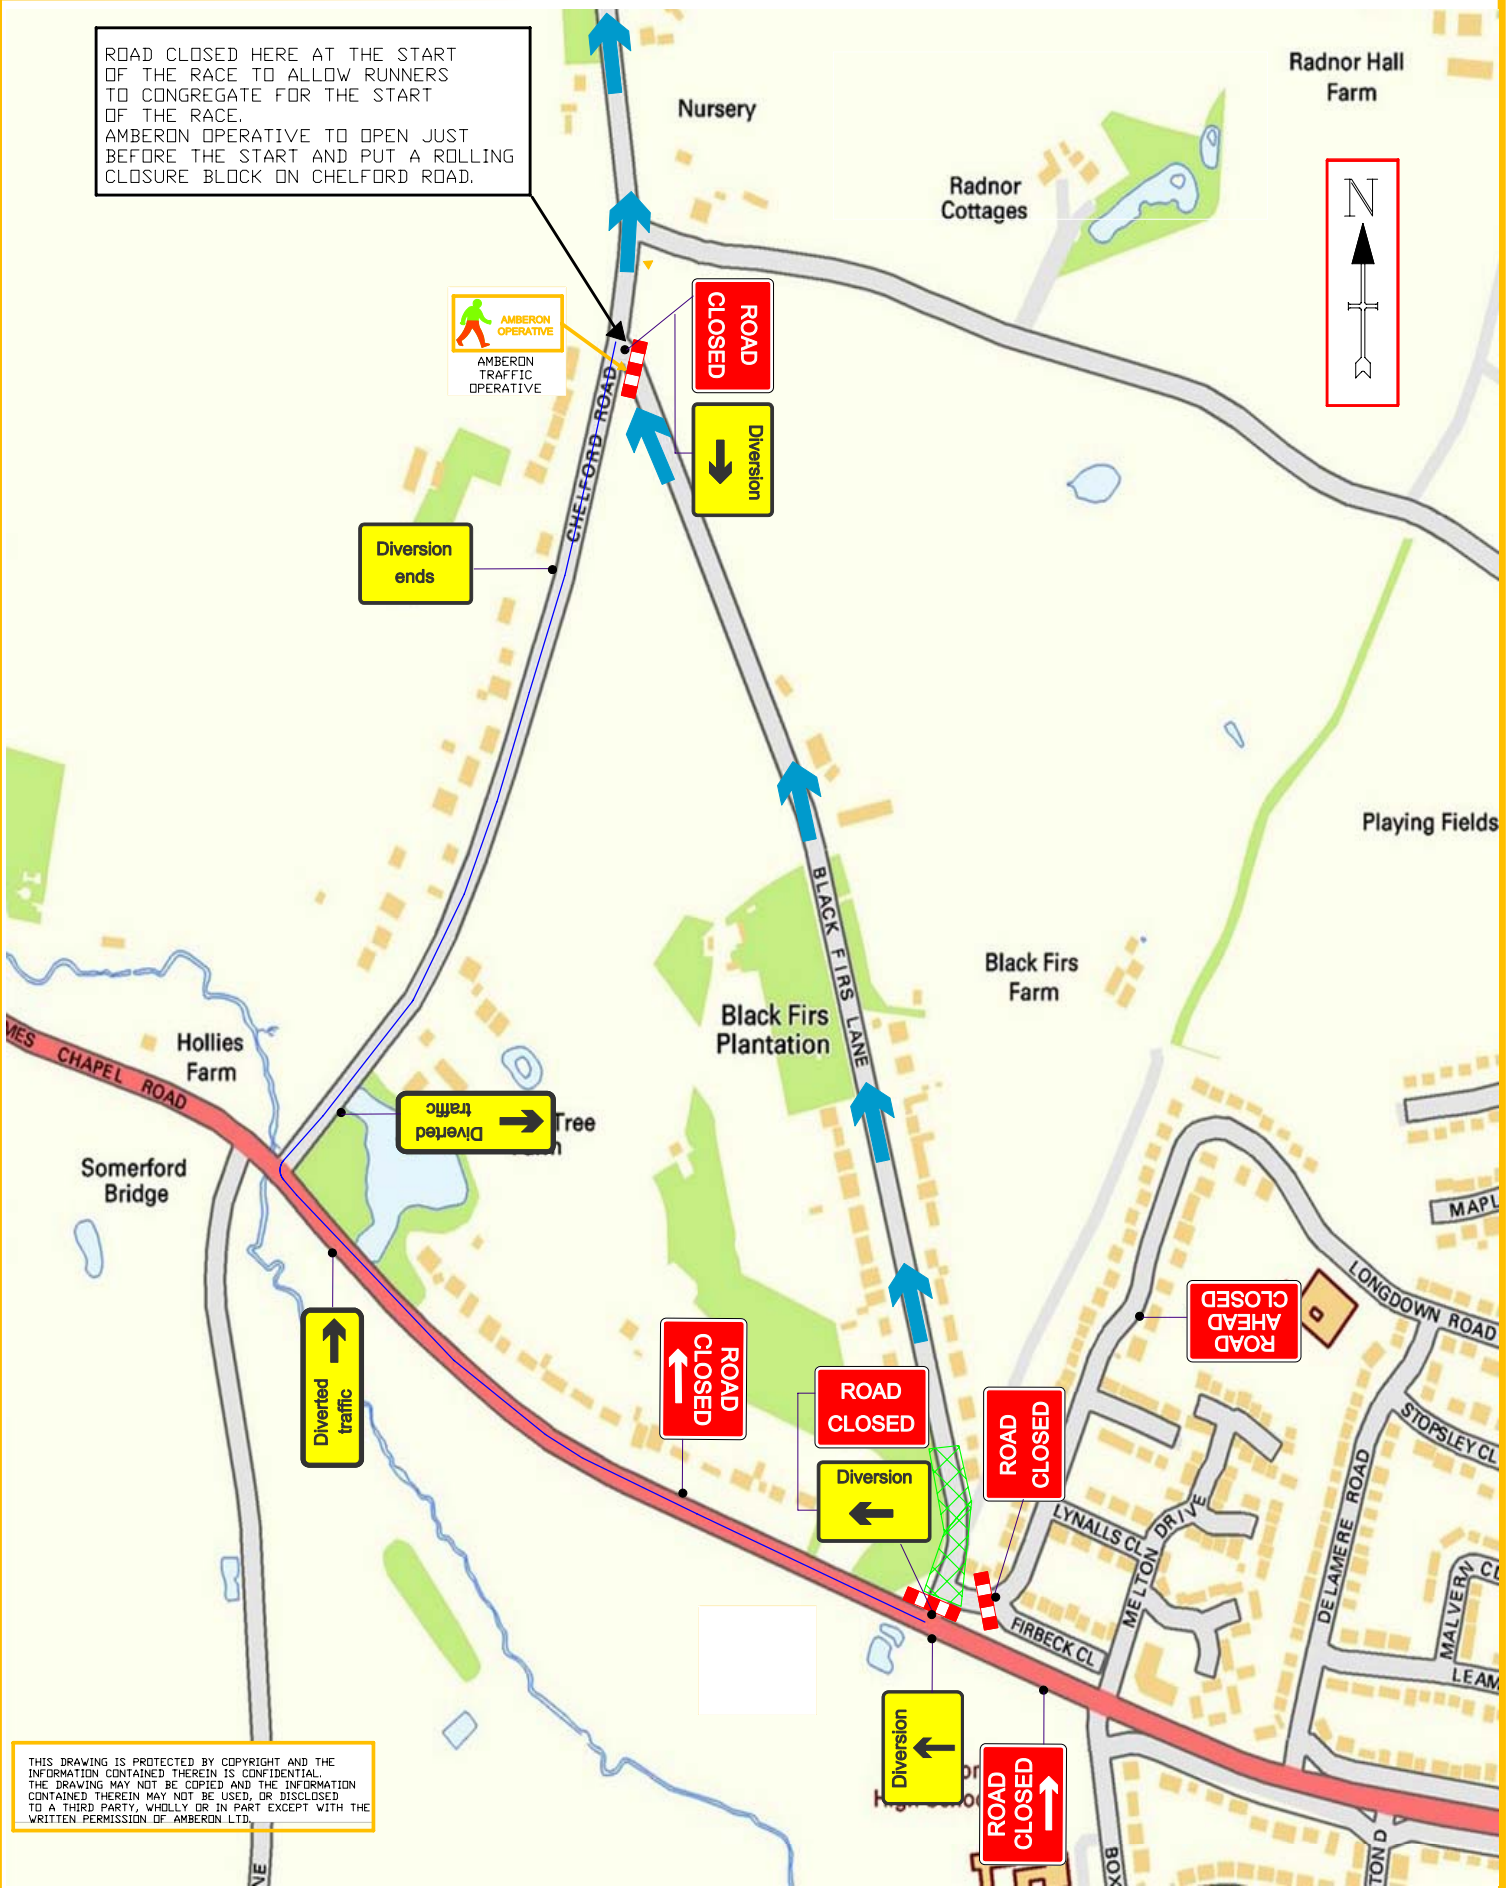 ROAD CLOSED HERE AT THE START
OF THE RACE TO ALLOW RUNNERS
TO CONGREGATE FOR THE START
OF THE RACE.
AMBERON OPERATIVE TO OPEN JUST
BEFORE THE START AND PUT A ROLLING
CLOSURE BLOCK ON CHELFORD ROAD.
Nursery
Radnor Hall
Farm
Radnor
Cottages
N
AMBERON
OPERATIVE
AMBERON
TRAFFIC
OPERATIVE
ROAD
CLOSED
Diversion
CHELFORD ROAD
Diversion
ends
Playing Fields
BLACK FIRS LANE
Black Firs
Farm
Black Firs
Plantation
Hollies
Farm
MES CHAPEL ROAD
Diverted
traffic
Tree
Somerford
Bridge
MAPL
LONGDOWN ROAD
ROAD
AHEAD
CLOSED
Diverted
traffic
ROAD
CLOSED
ROAD
CLOSED
Diversion
ROAD
CLOSED
STOPSLEY CL
LYNALLS CL
MELTON DRIVE
DELAMERE ROAD
MALVERN CL
LEAM
FIRBECK CL
Diversion
ROAD
CLOSED
BOX
TON D
NE
THIS DRAWING IS PROTECTED BY COPYRIGHT AND THE
INFORMATION CONTAINED THEREIN IS CONFIDENTIAL.
THE DRAWING MAY NOT BE COPIED AND THE INFORMATION
CONTAINED THEREIN MAY NOT BE USED, OR DISCLOSED
TO A THIRD PARTY, WHOLLY OR IN PART EXCEPT WITH THE
WRITTEN PERMISSION OF AMBERON LTD.